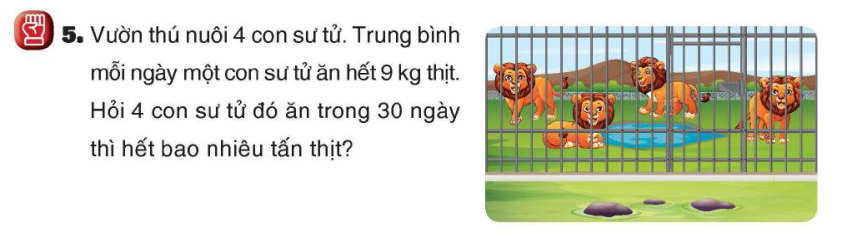 5. Vườn thú nuôi 4 con sư tử. Trung bình
mỗi ngày một con sư tử ăn hết 9 kg thịt.
Hỏi 4 con sư tử đó ăn trong 30 ngày
thì hết bao nhiêu tấn thịt?